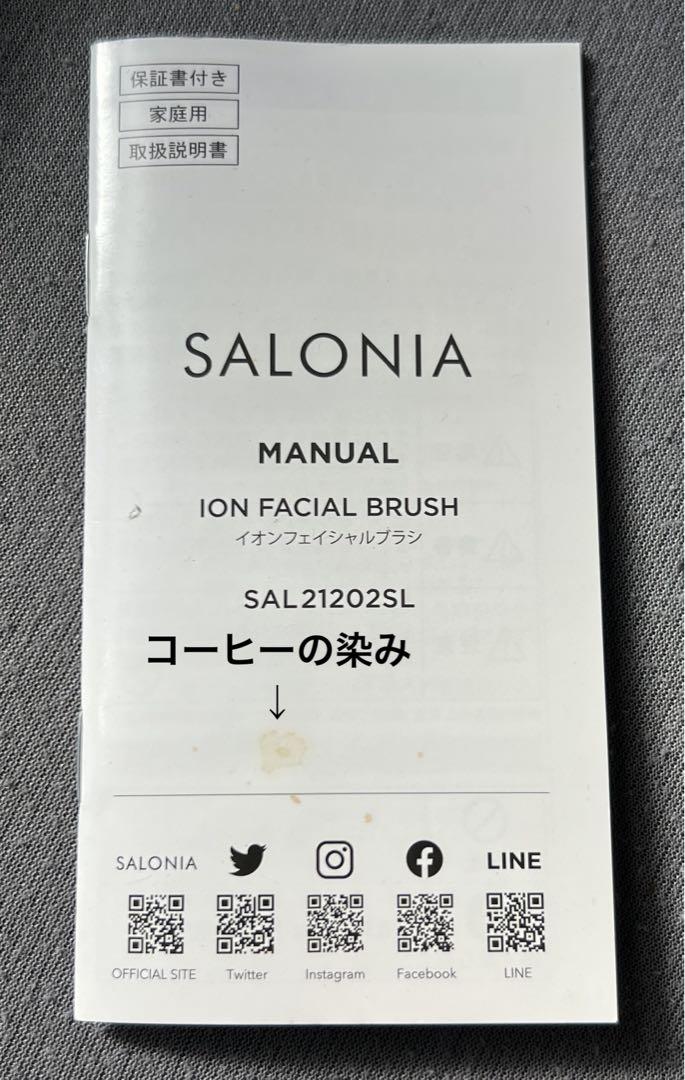 保証書付き
家庭用
取扱説明書
SALONIA
MANUAL
ION FACIAL BRUSH
イオンフェイシャルブラシ
SAL21202SL
コーヒーの染み
↓
SALONIA
LINE
OFFICIAL SITE
Twitter
Instagram
Facebook
LINE